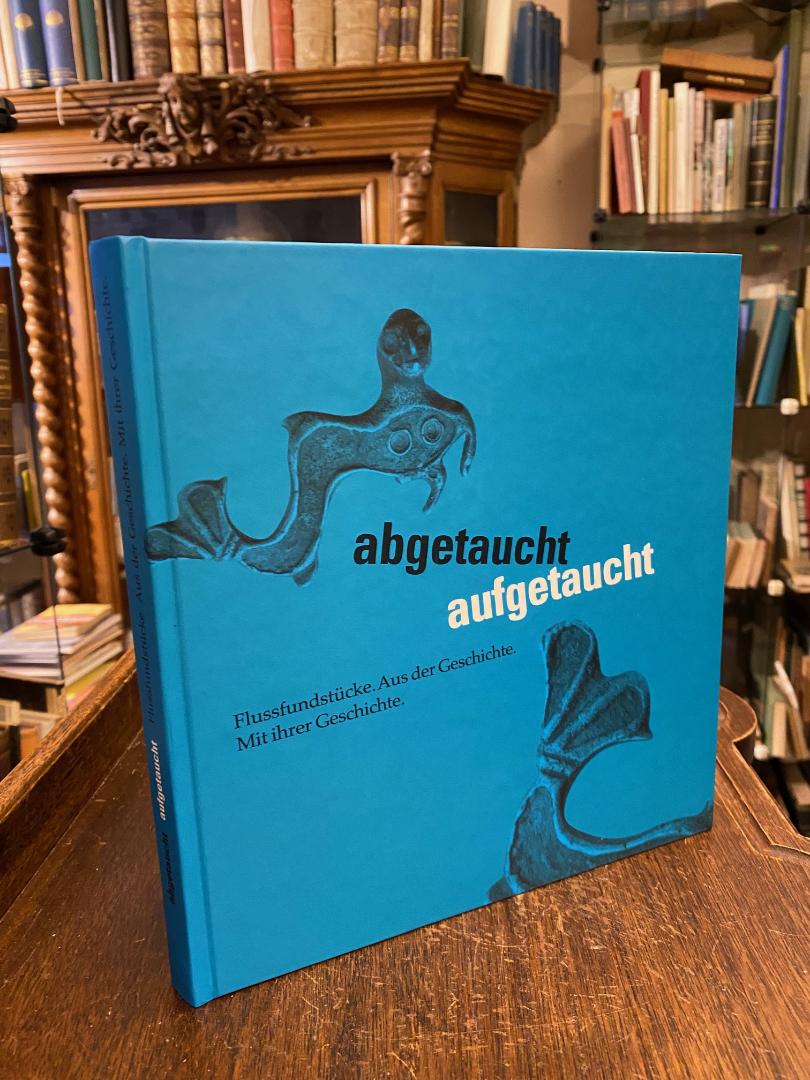 abgetaucht
aufgetaucht
Flussfundstücke. Aus der Geschichte.
Mit ihrer Geschichte.
abgetaucht aufgetaucht Flussfundstücke. Aus der Geschichte. Mit ihrer Geschichte.